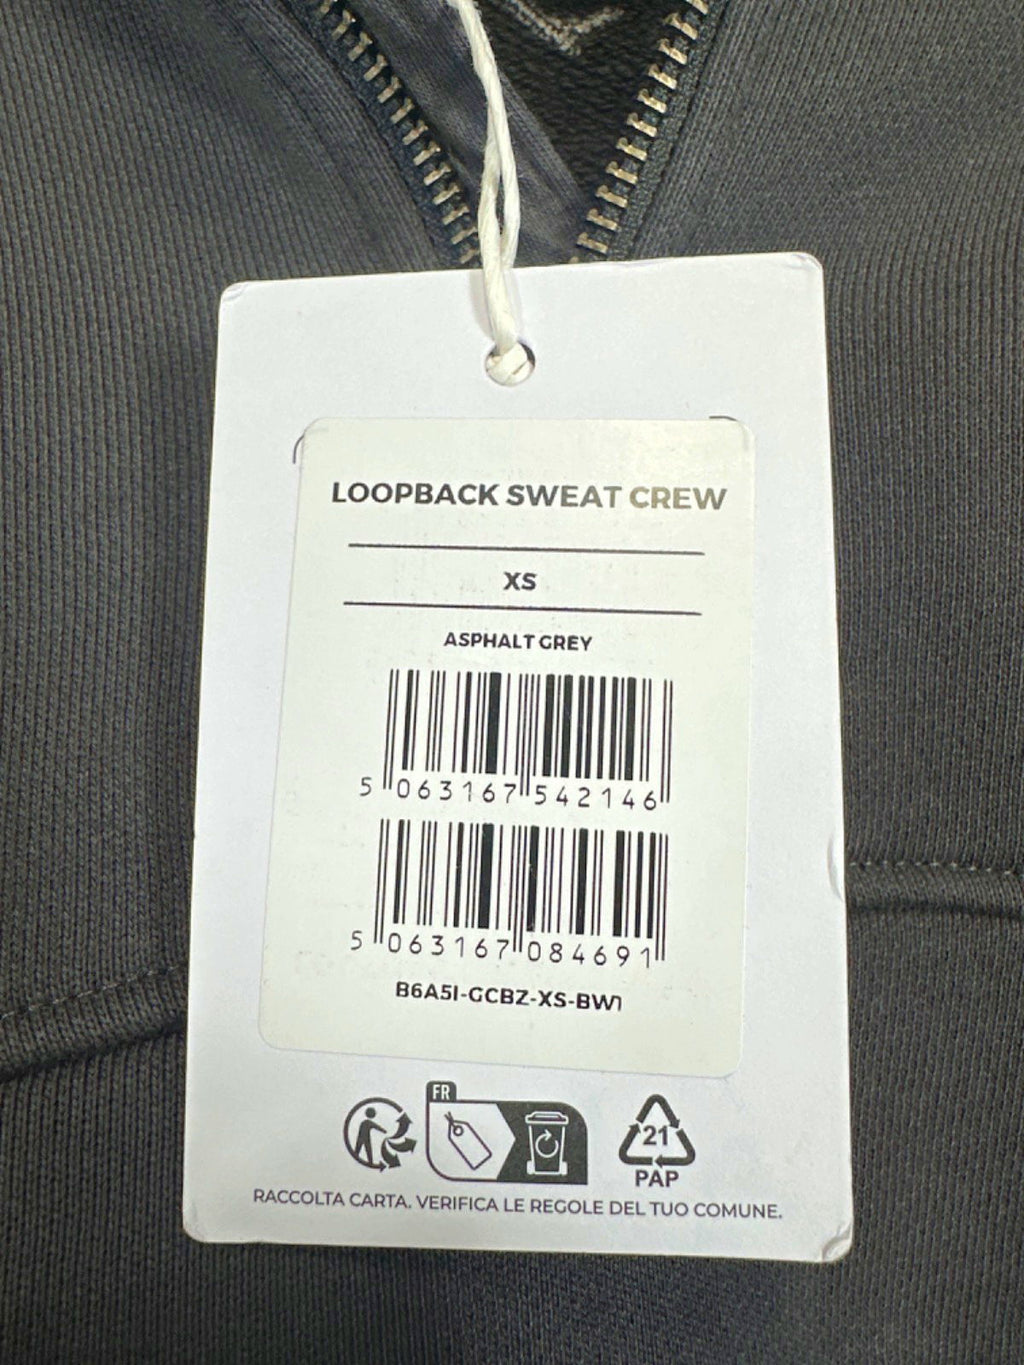 LOOPBACK SWEAT CREW
XS
ASPHALT GREY
5 063167 542146
5 063167 084691
B6A5I-GCBZ-XS-BW1
FR
21
PAP
RACCOLTA CARTA. VERIFICA LE REGOLE DEL TUO COMUNE.